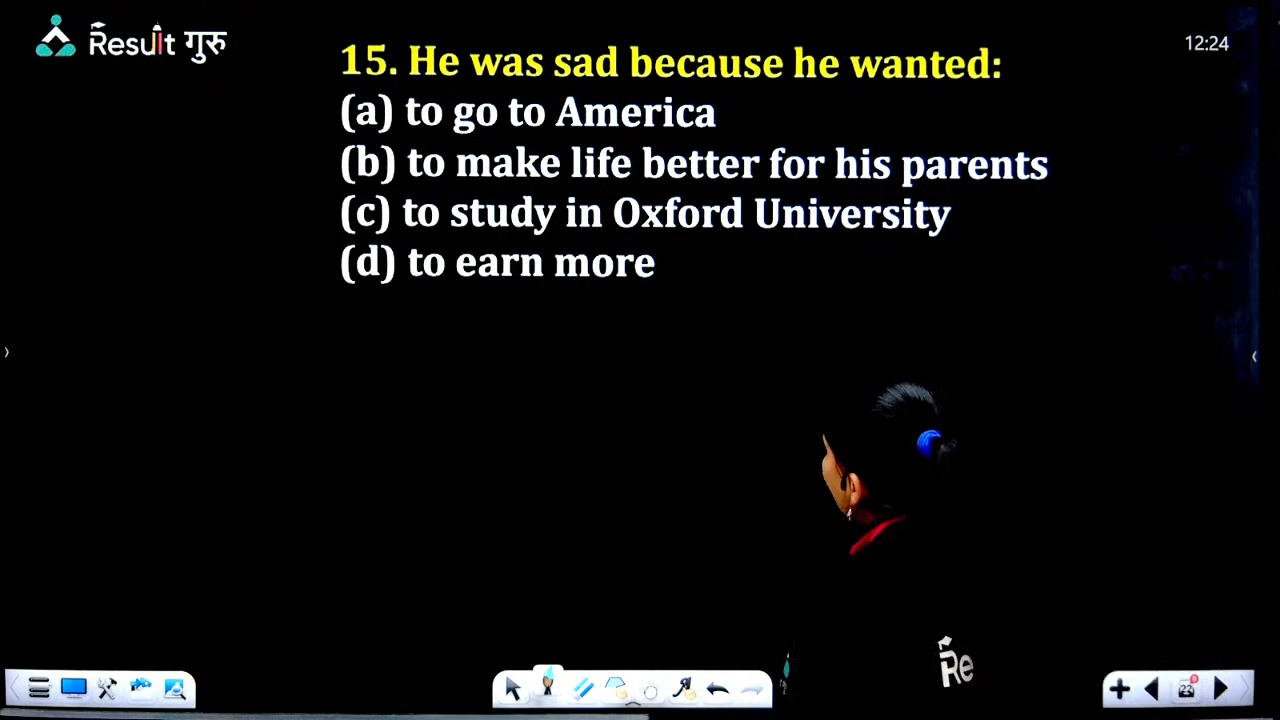 Result गुरु
12:24
15. He was sad because he wanted:
(a) to go to America
(b) to make life better for his parents
(c) to study in Oxford University
(d) to earn more
Re
23